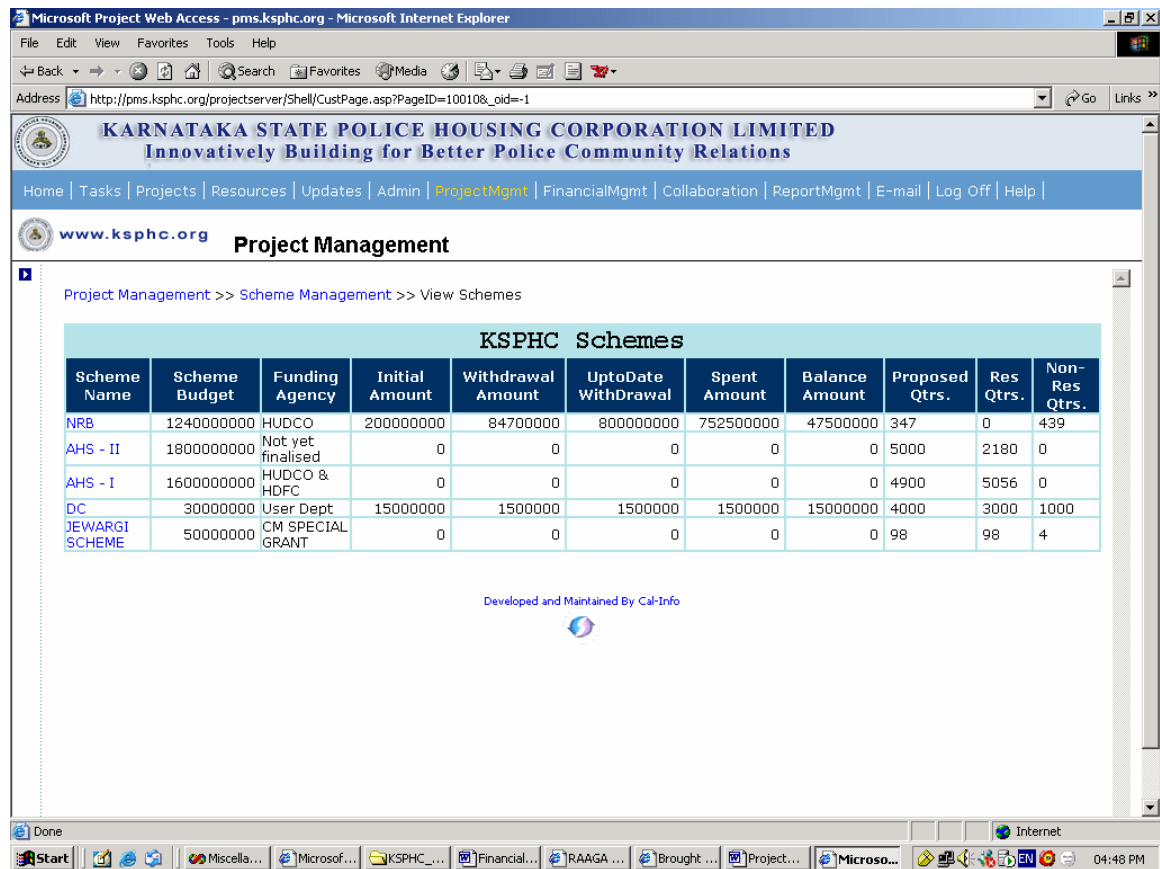 Microsoft Project Web Access - pms.ksphc.org - Microsoft Internet Explorer
File Edit View Favorites Tools Help
Back Search Favorites Media
Address http://pms.ksphc.org/projectserver/Shell/CustPage.asp?PageID=10010&_oid=-1 Go Links »
KARNATAKA STATE POLICE HOUSING CORPORATION LIMITED
Innovatively Building for Better Police Community Relations
Home | Tasks | Projects | Resources | Updates | Admin | ProjectMgmt | FinancialMgmt | Collaboration | ReportMgmt | E-mail | Log Off | Help |
www.ksphc.org Project Management
Project Management >> Scheme Management >> View Schemes
KSPHC Schemes
Scheme Name Scheme Budget Funding Agency Initial Amount Withdrawal Amount UptoDate WithDrawal Spent Amount Balance Amount Proposed Qtrs. Res Qtrs. Non-Res Qtrs.
NRB 1240000000 HUDCO 200000000 84700000 800000000 752500000 47500000 347 0 439
AHS - II 1800000000 Not yet finalised 0 0 0 0 0 5000 2180 0
AHS - I 1600000000 HUDCO & HDFC 0 0 0 0 0 4900 5056 0
DC 30000000 User Dept 15000000 1500000 1500000 1500000 15000000 4000 3000 1000
JEWARGI SCHEME 50000000 CM SPECIAL GRANT 0 0 0 0 0 98 98 4
Developed and Maintained By Cal-Info
Done Internet
Start Miscella... Microsof... KSPHC_... Financial... RAAGA ... Brought ... Project... Microso... EN 04:48 PM